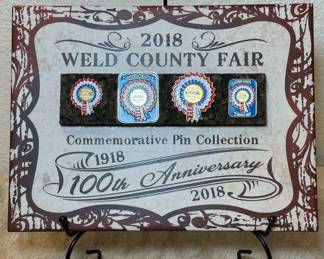 2018
WELD COUNTY FAIR
Commemorative Pin Collection
1918
100th Anniversary
2018